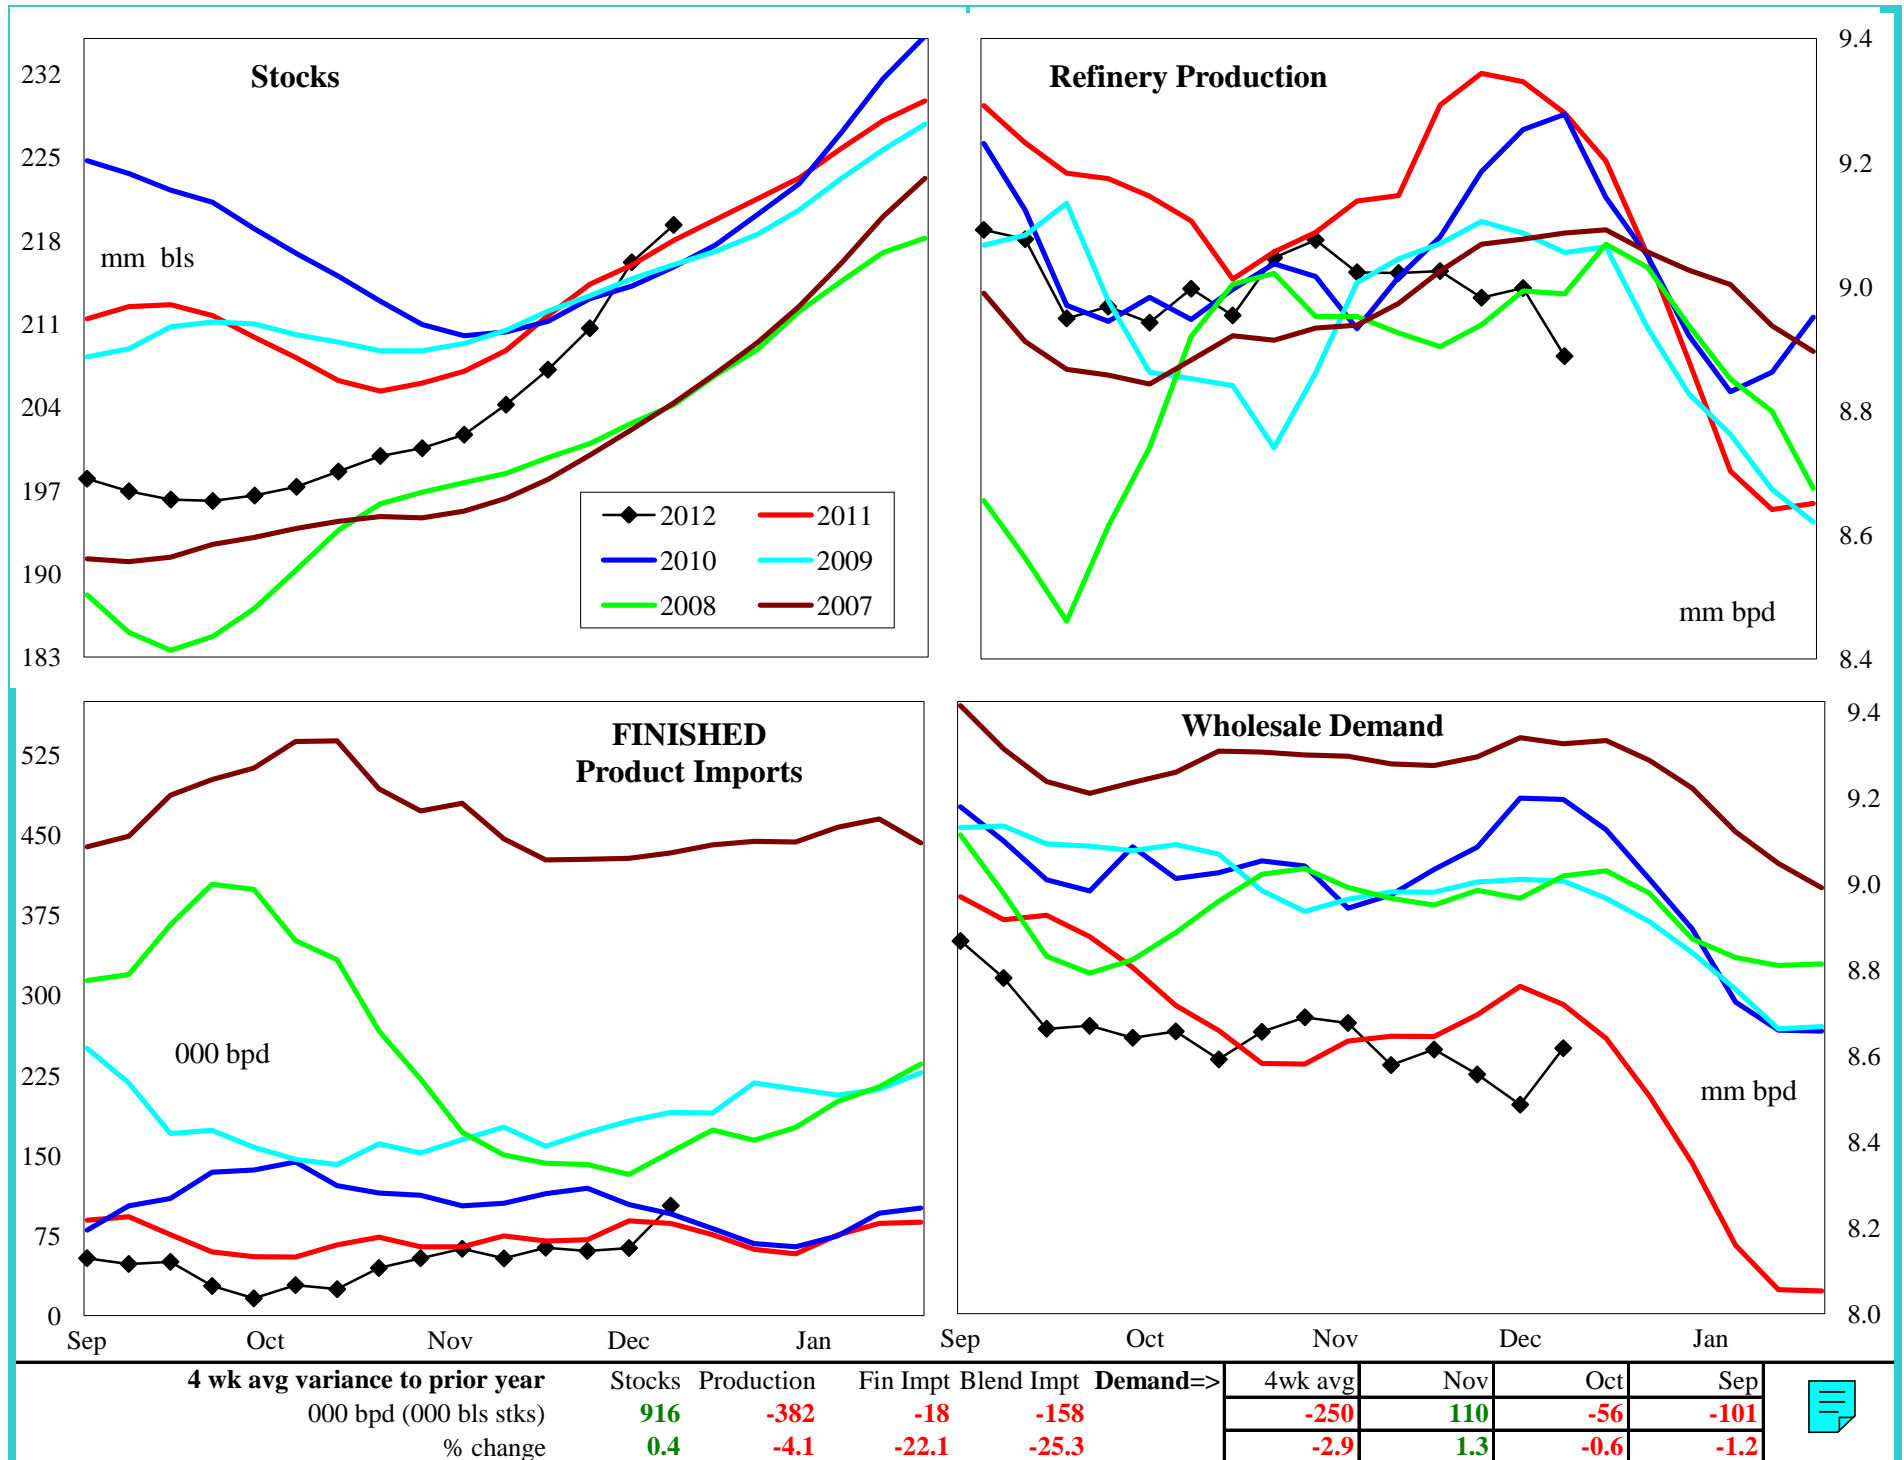 Stocks
232
225
218
211
204
197
190
183
mm bls
2012 2011
2010 2009
2008 2007
Refinery Production
9.4
9.2
9.0
8.8
8.6
8.4
mm bpd
FINISHED
Product Imports
525
450
375
300
225
150
75
0
000 bpd
Sep Oct Nov Dec Jan
Wholesale Demand
9.4
9.2
9.0
8.8
8.6
8.4
8.2
8.0
mm bpd
Sep Oct Nov Dec Jan
4 wk avg variance to prior year Stocks Production Fin Impt Blend Impt Demand=> 4wk avg Nov Oct Sep
000 bpd (000 bls stks) 916 -382 -18 -158 -250 110 -56 -101
% change 0.4 -4.1 -22.1 -25.3 -2.9 1.3 -0.6 -1.2